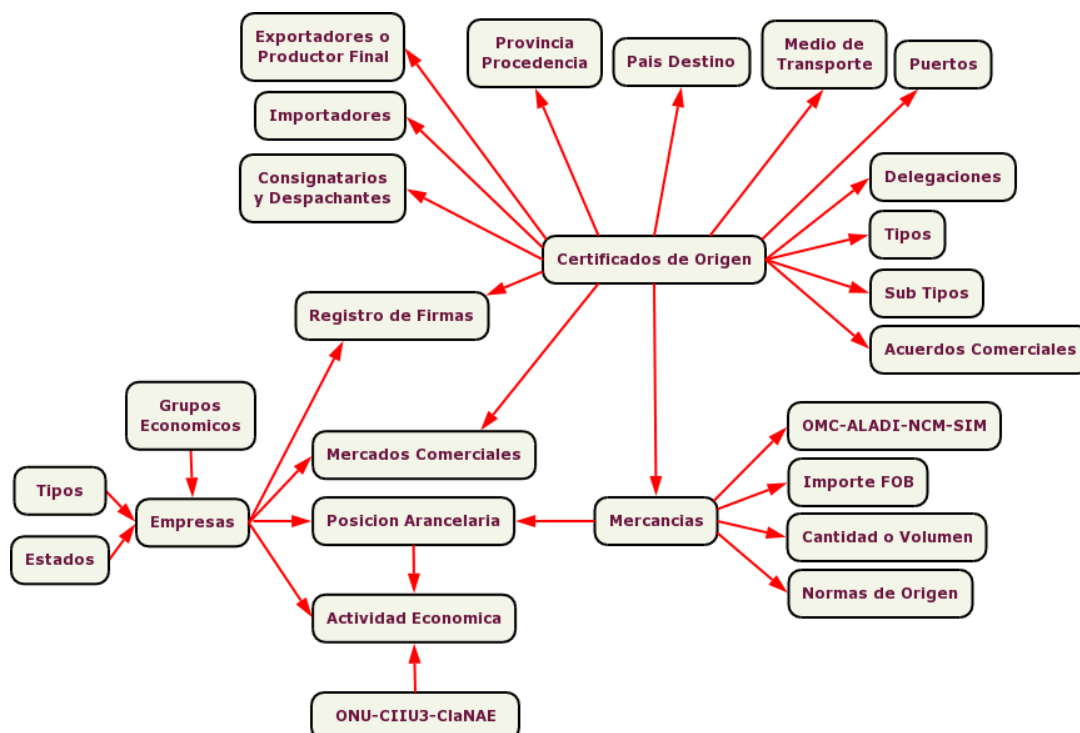 Exportadores o
Productor Final
Provincia
Procedencia
Pais Destino
Medio de
Transporte
Puertos
Importadores
Consignatarios
y Despachantes
Delegaciones
Tipos
Certificados de Origen
Sub Tipos
Registro de Firmas
Acuerdos Comerciales
Grupos
Economicos
OMC-ALADI-NCM-SIM
Mercados Comerciales
Tipos
Importe FOB
Empresas
Posicion Arancelaria
Mercancias
Cantidad o Volumen
Estados
Normas de Origen
Actividad Economica
ONU-CIIU3-ClaNAE